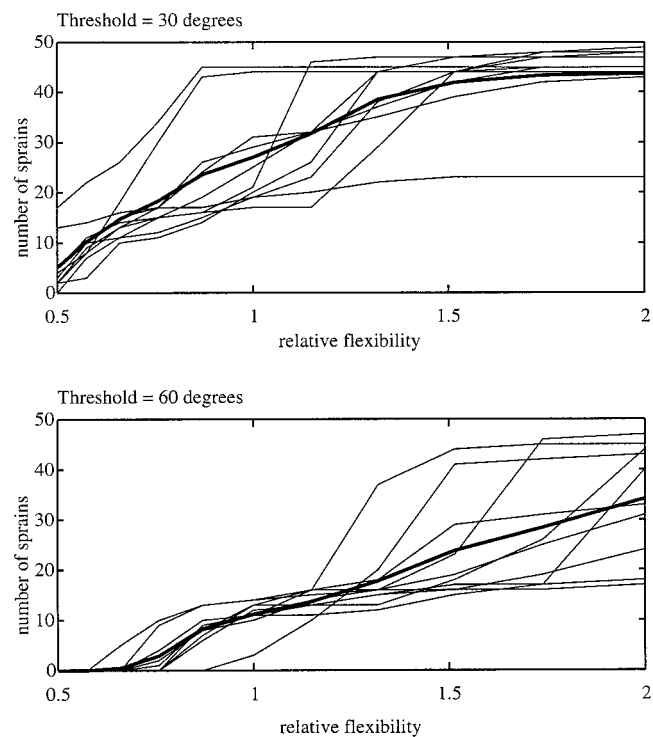 Threshold = 30 degrees
50
40
30
20
10
0
number of sprains
0.5 1 1.5 2
relative flexibility
Threshold = 60 degrees
50
40
30
20
10
0
number of sprains
0.5 1 1.5 2
relative flexibility